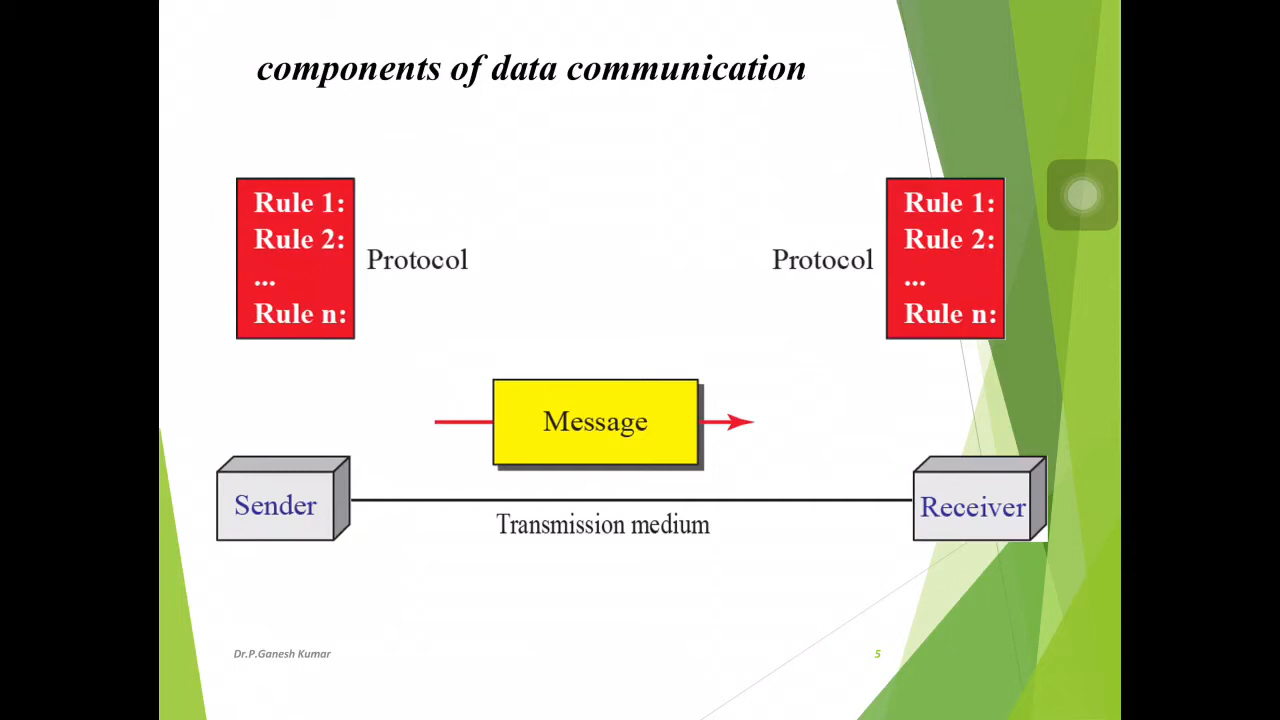 components of data communication
Rule 1:
Rule 2:
...
Rule n:
Protocol
Protocol
Rule 1:
Rule 2:
...
Rule n:
Message
Sender
Transmission medium
Receiver
Dr.P.Ganesh Kumar
5